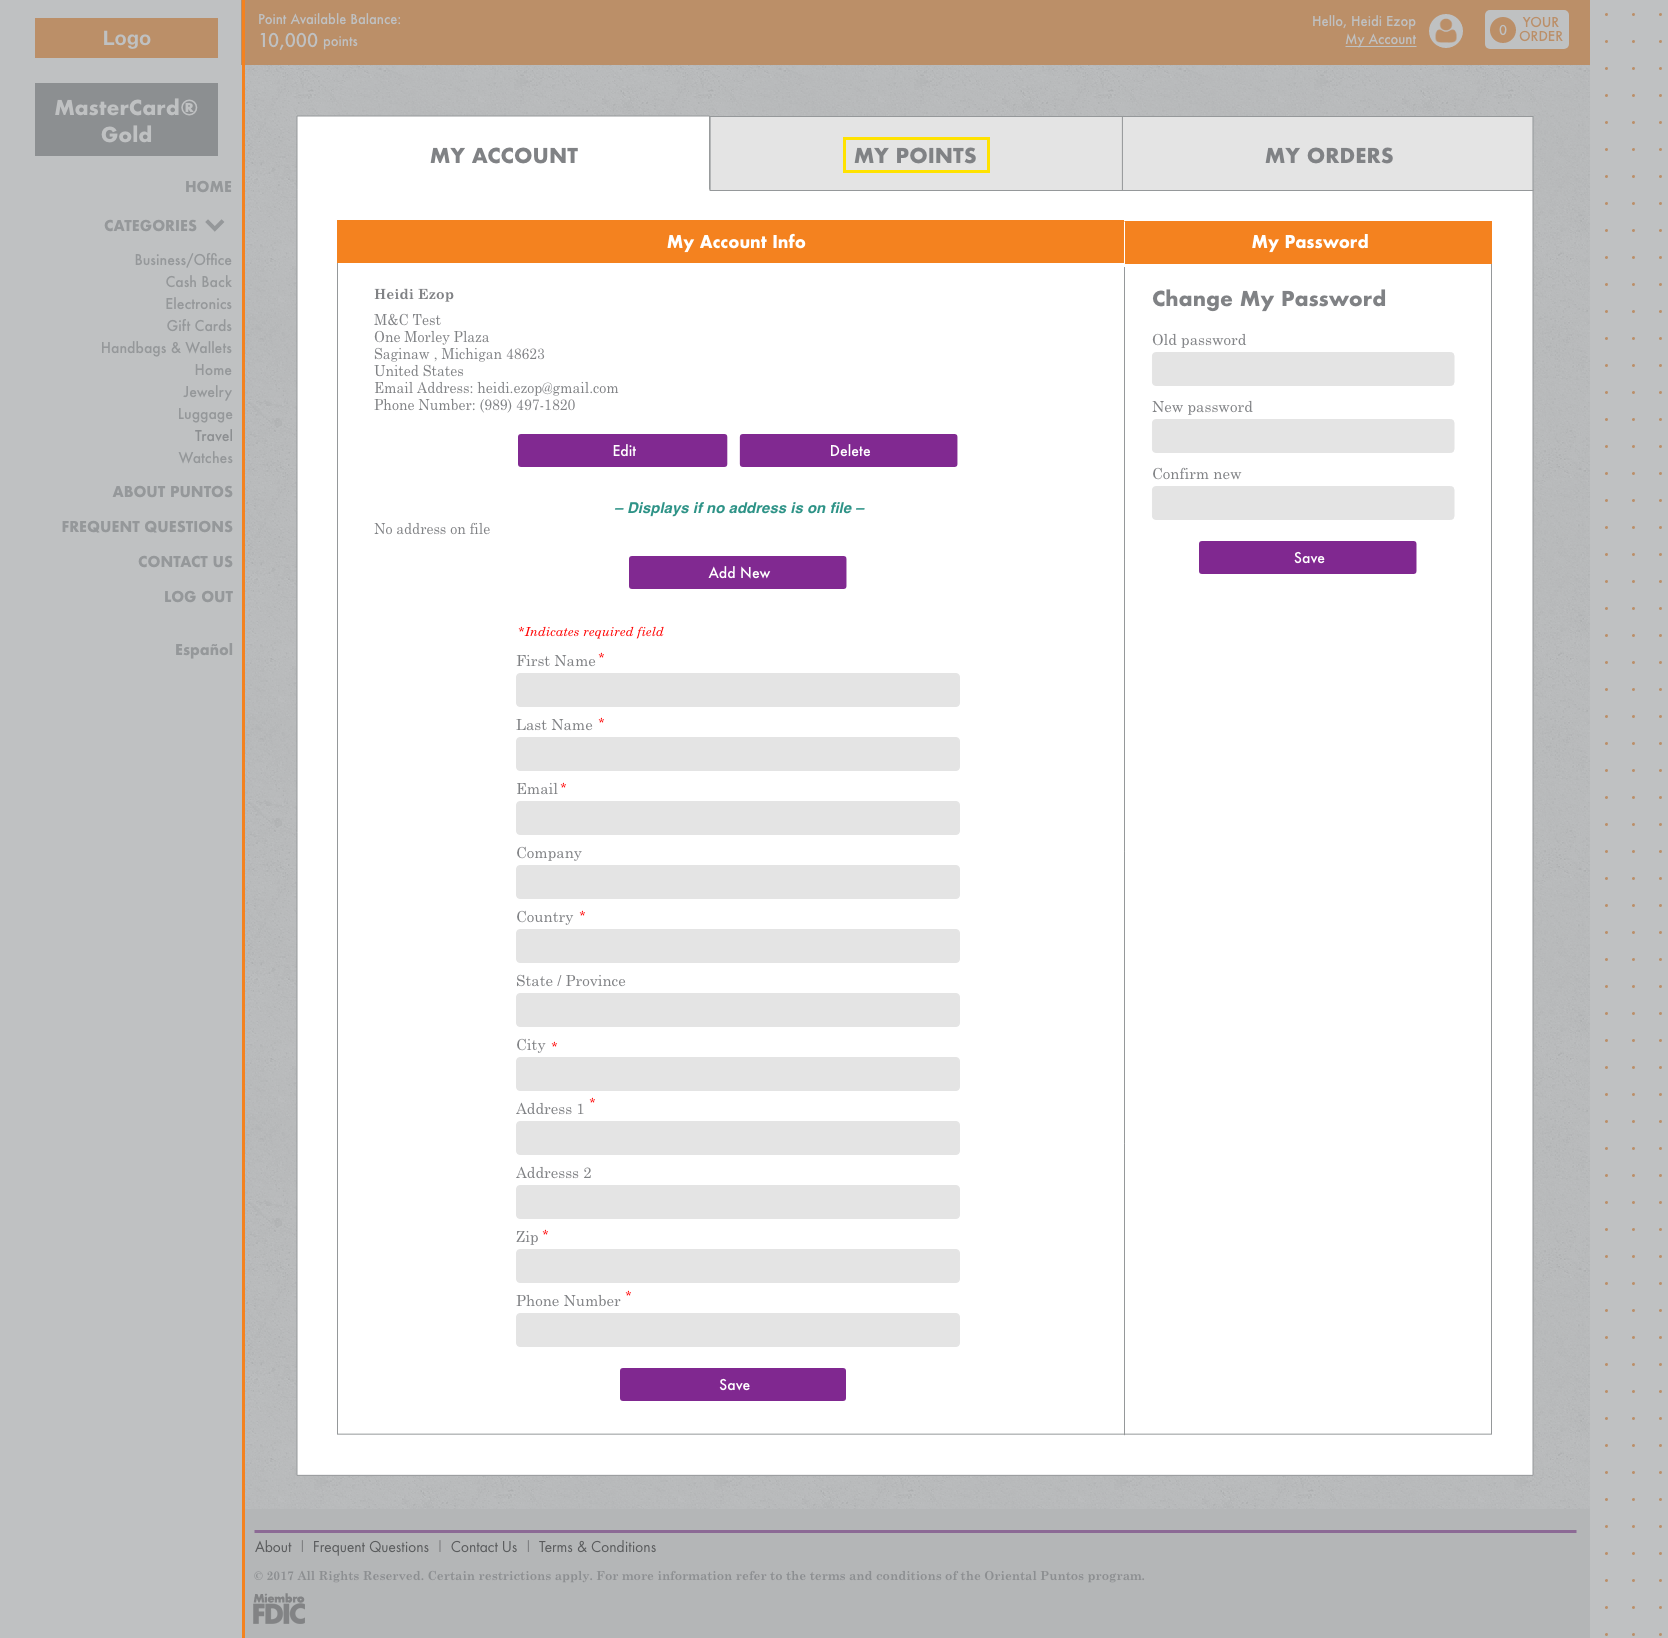 Logo
MasterCard®
Gold
HOME
CATEGORIES
Business/Office
Cash Back
Electronics
Gift Cards
Handbags & Wallets
Home
Jewelry
Luggage
Travel
Watches
ABOUT PUNTOS
FREQUENT QUESTIONS
CONTACT US
LOG OUT
Español
Point Available Balance:
10,000 points
Hello, Heidi Ezop
My Account
0
YOUR
ORDER
MY ACCOUNT
MY POINTS
MY ORDERS
My Account Info
Heidi Ezop
M&C Test
One Morley Plaza
Saginaw , Michigan 48623
United States
Email Address: heidi.ezop@gmail.com
Phone Number: (989) 497-1820
Edit
Delete
– Displays if no address is on file –
No address on file
Add New
*Indicates required field
First Name *
Last Name *
Email *
Company
Country *
State / Province
City *
Address 1 *
Addresss 2
Zip *
Phone Number *
Save
My Password
Change My Password
Old password
New password
Confirm new
Save
About | Frequent Questions | Contact Us | Terms & Conditions
© 2017 All Rights Reserved. Certain restrictions apply. For more information refer to the terms and conditions of the Oriental Puntos program.
Miembro
FDIC